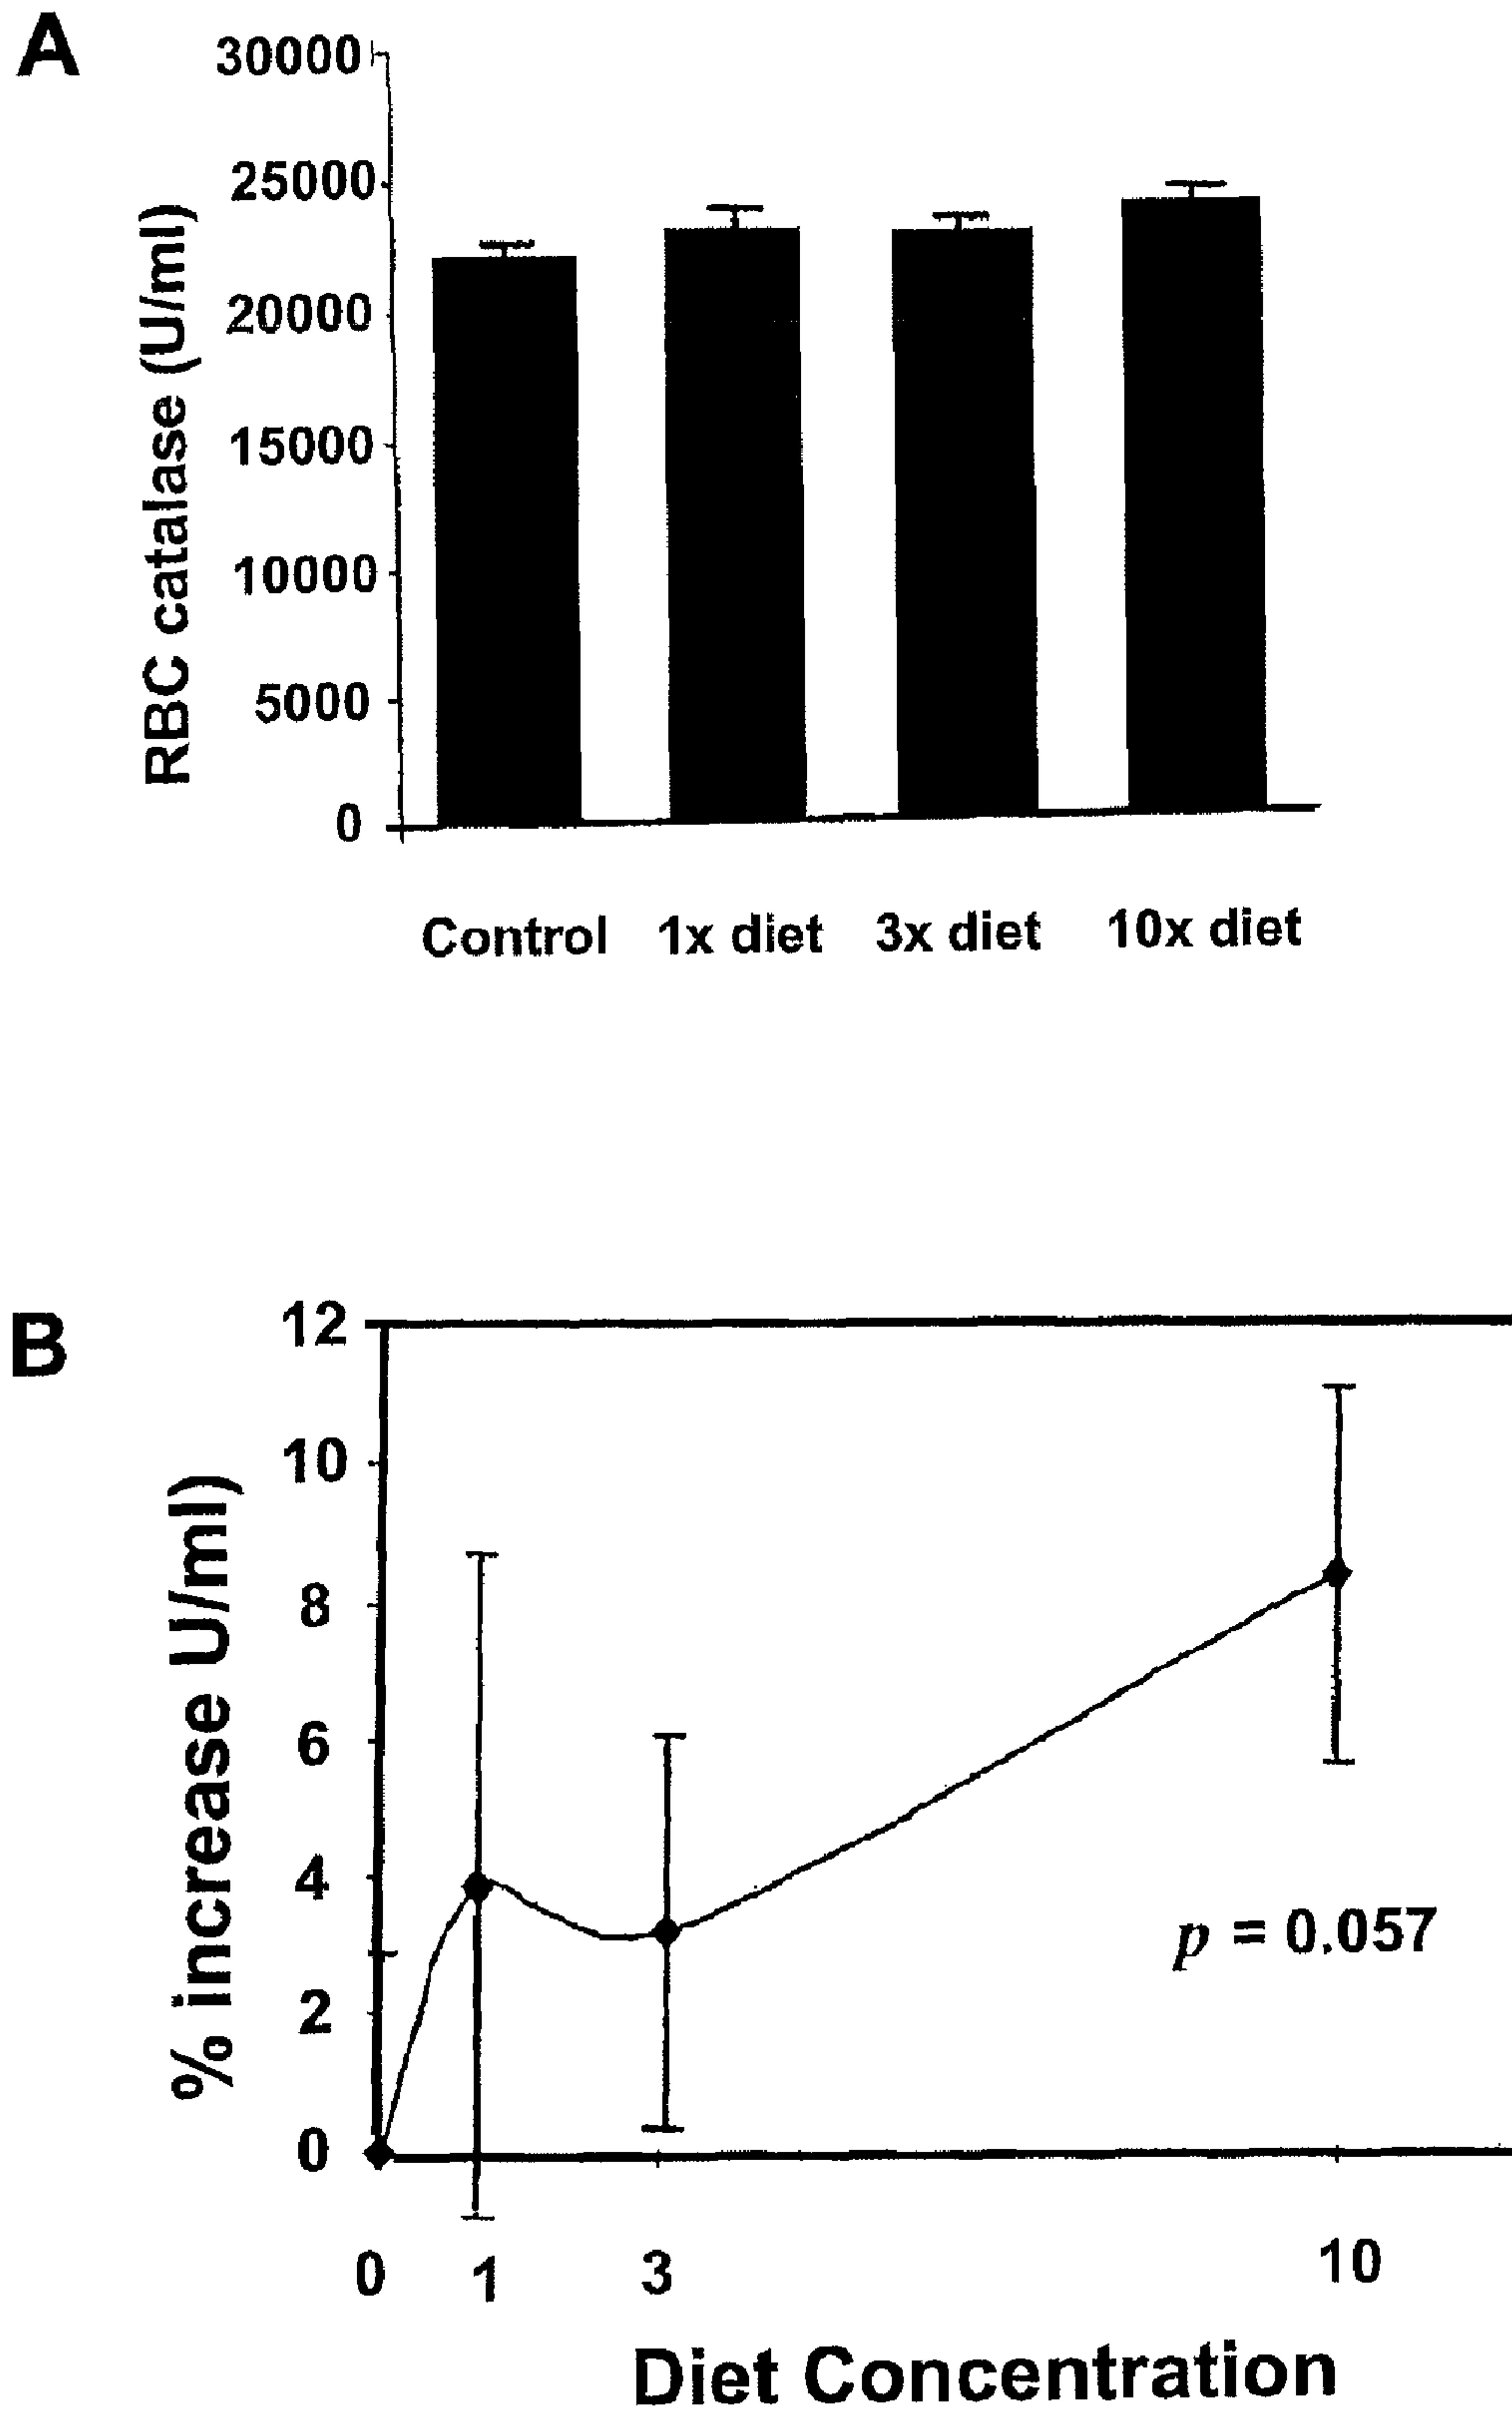 A
30000
25000
20000
15000
10000
5000
0
RBC catalase (U/ml)
Control 1x diet 3x diet 10x diet
B
12
10
8
6
4
2
0
% increase U/ml)
p = 0.057
0 1 3 10
Diet Concentration